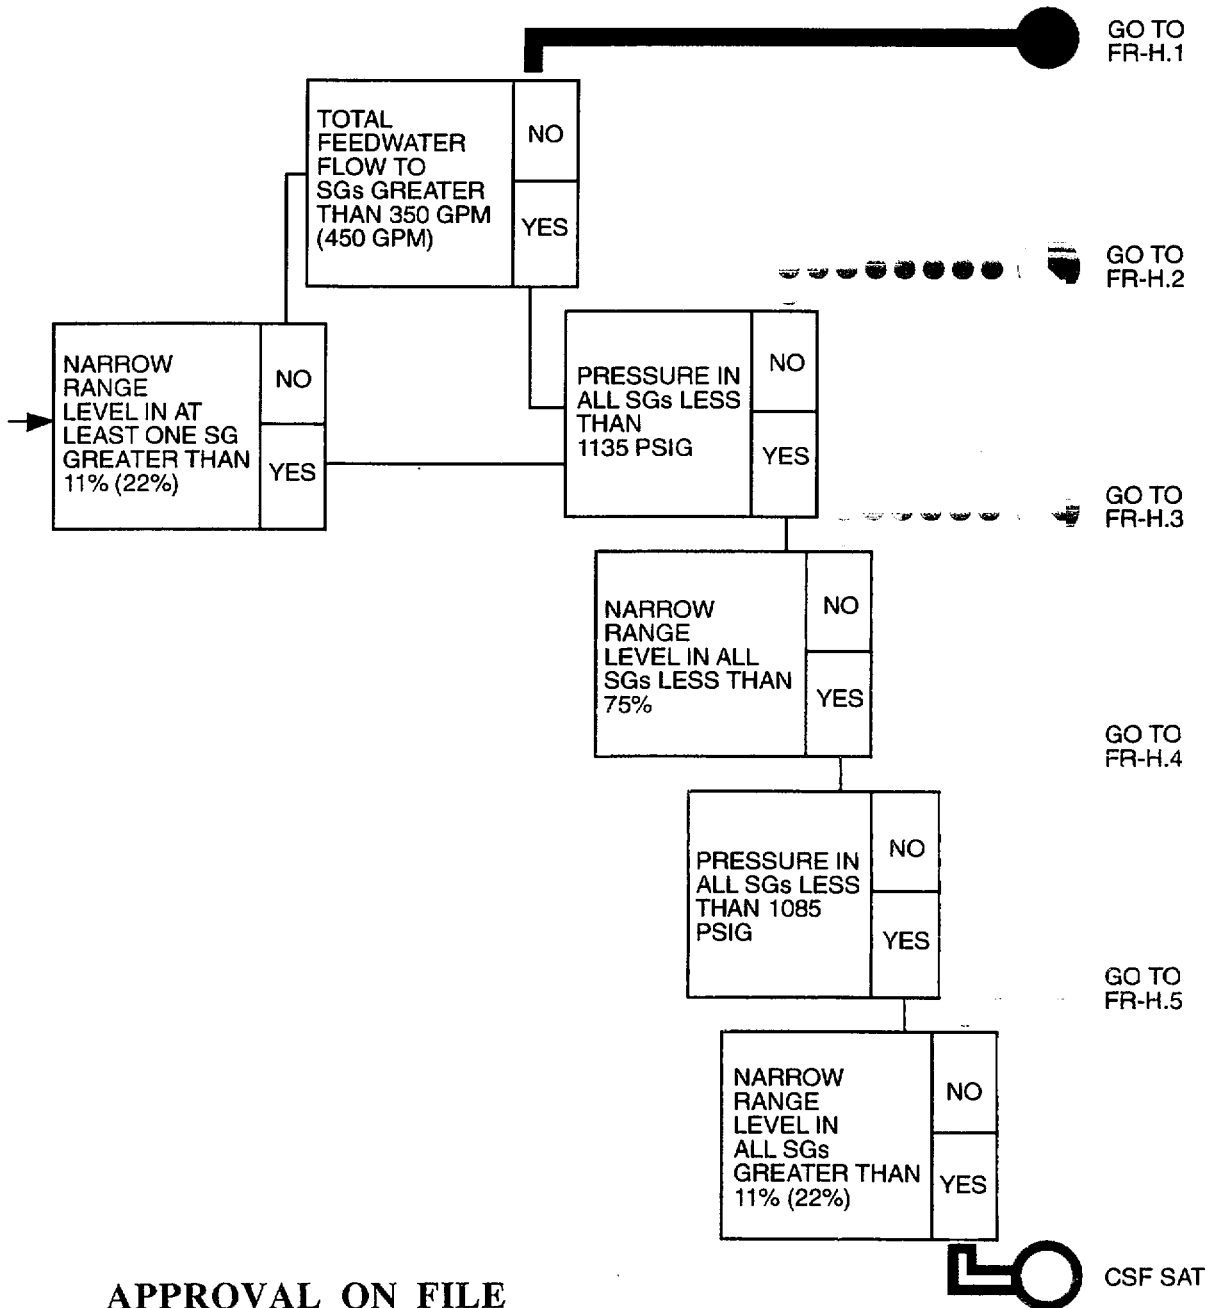 GO TO
FR-H.1
TOTAL
FEEDWATER
FLOW TO
SGs GREATER
THAN 350 GPM
(450 GPM)
NO
YES
GO TO
FR-H.2
NARROW
RANGE
LEVEL IN AT
LEAST ONE SG
GREATER THAN
11% (22%)
NO
YES
PRESSURE IN
ALL SGs LESS
THAN
1135 PSIG
NO
YES
GO TO
FR-H.3
NARROW
RANGE
LEVEL IN ALL
SGs LESS THAN
75%
NO
YES
GO TO
FR-H.4
PRESSURE IN
ALL SGs LESS
THAN 1085
PSIG
NO
YES
GO TO
FR-H.5
NARROW
RANGE
LEVEL IN
ALL SGs
GREATER THAN
11% (22%)
NO
YES
CSF SAT
APPROVAL ON FILE